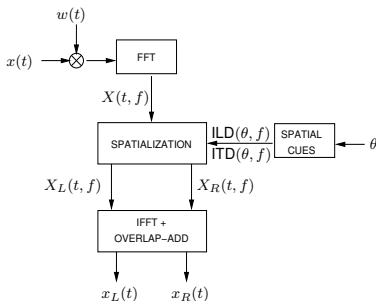 w(t)
x(t)
FFT
X(t, f)
ILD(θ, f)
ITD(θ, f)
SPATIALIZATION
SPATIAL
CUES
θ
X_L(t, f)
X_R(t, f)
IFFT +
OVERLAP−ADD
x_L(t)
x_R(t)